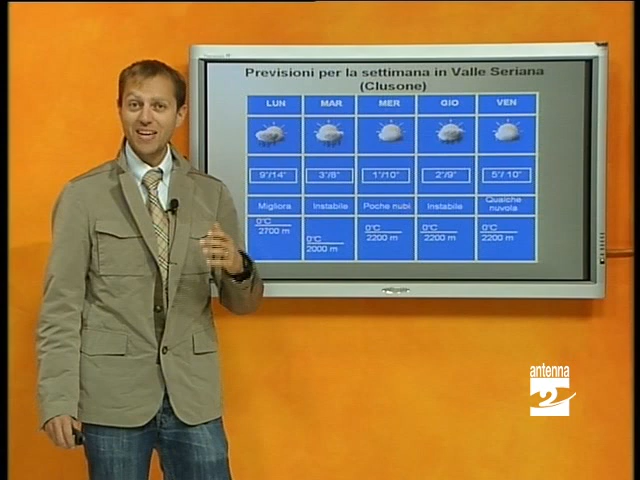 Previsioni per la settimana in Valle Seriana
(Clusone)
LUN MAR MER GIO VEN
9°/14° 3°/8° 1°/10° 2°/9° 5°/ 10°
Migliora Instabile Poche nubi Instabile Qualche nuvola
0°C 0°C 0°C 0°C 0°C
2700 m 2000 m 2200 m 2200 m 2200 m
antenna
2